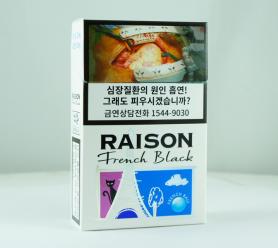 심장질환의 원인 흡연!
그래도 피우시겠습니까?
금연상담전화 1544-9030
RAISON
French Black